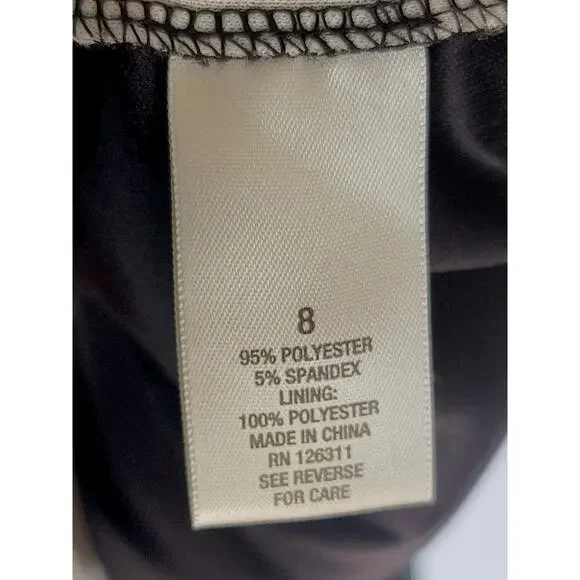 8
95% POLYESTER
5% SPANDEX
LINING:
100% POLYESTER
MADE IN CHINA
RN 126311
SEE REVERSE
FOR CARE